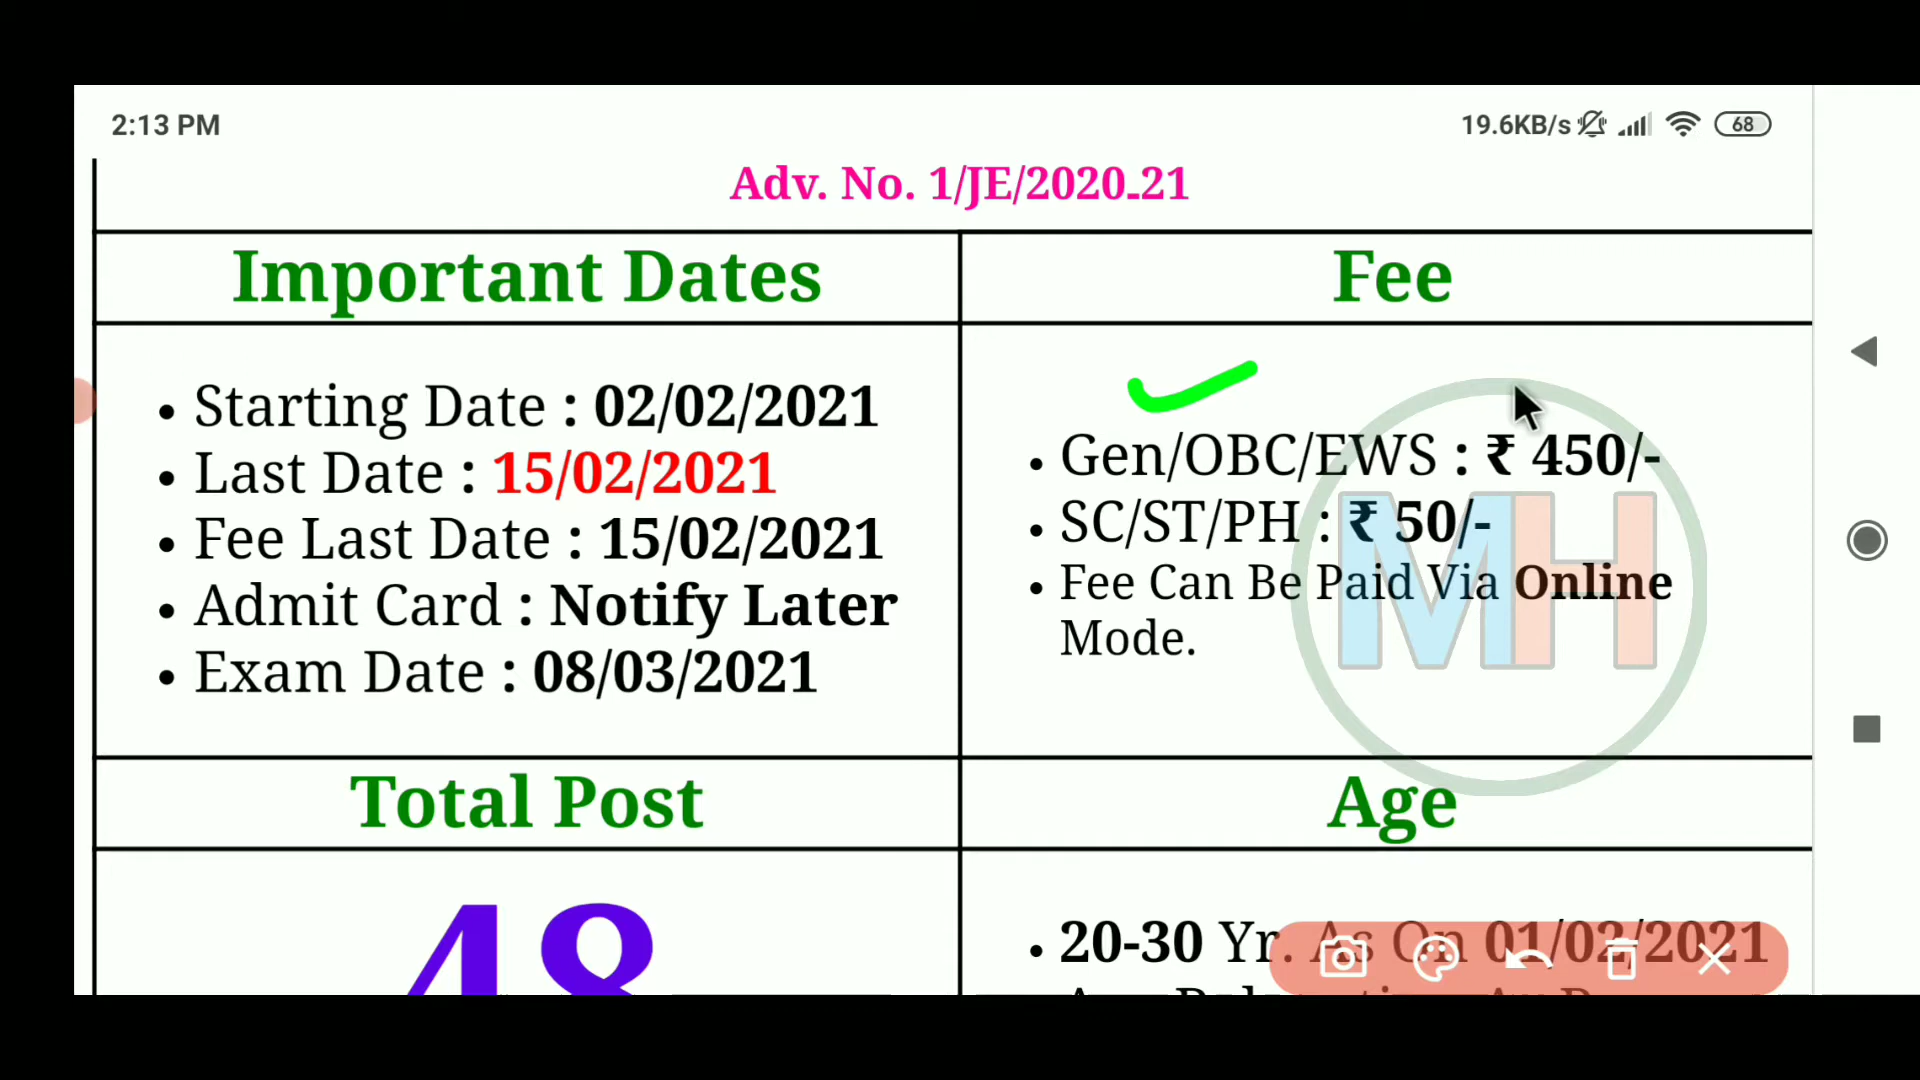 2:13 PM
19.6KB/s
68
Adv. No. 1/JE/2020-21
Important Dates
Fee
• Starting Date : 02/02/2021
• Last Date : 15/02/2021
• Fee Last Date : 15/02/2021
• Admit Card : Notify Later
• Exam Date : 08/03/2021
• Gen/OBC/EWS : ₹ 450/-
• SC/ST/PH : ₹ 50/-
• Fee Can Be Paid Via Online
Mode.
MH
Total Post
Age
48
• 20-30 Yr. As On 01/02/2021